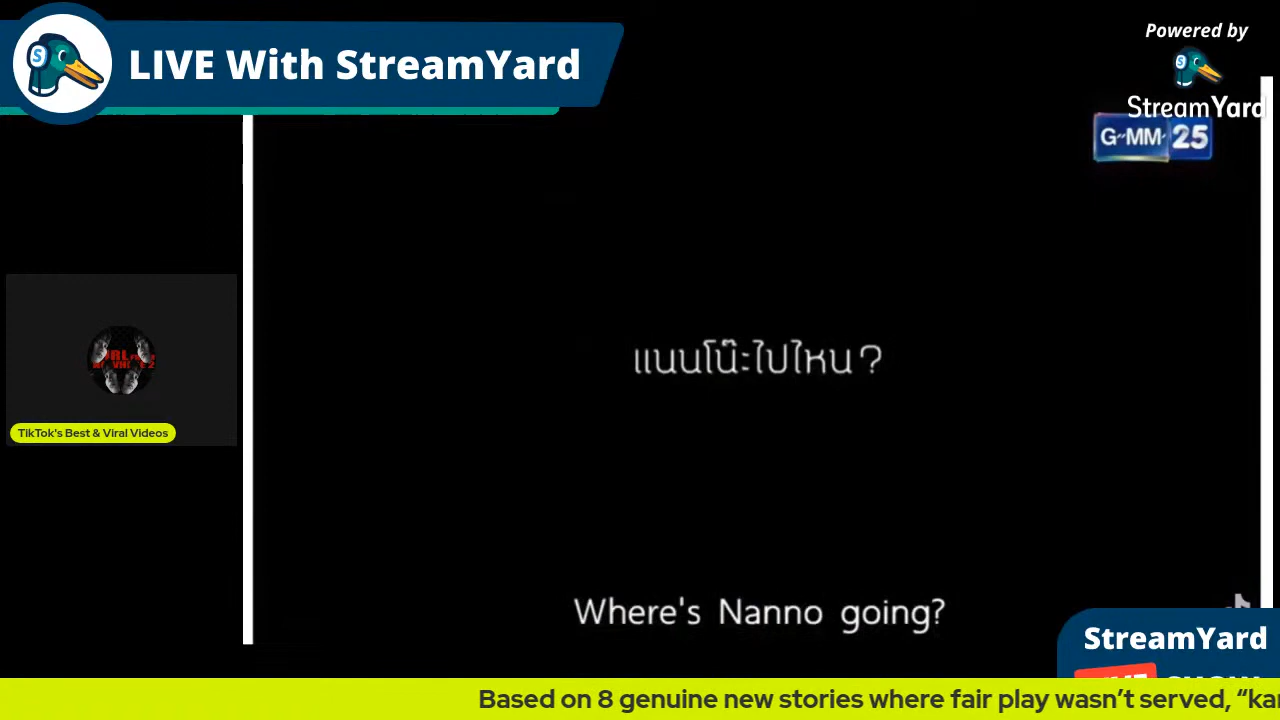 LIVE With StreamYard
Powered by
StreamYard
G"MM'25
แนนโน๊ะไปไหน?
TikTok's Best & Viral Videos
Where's Nanno going?
StreamYard
Based on 8 genuine new stories where fair play wasn't served, “kar